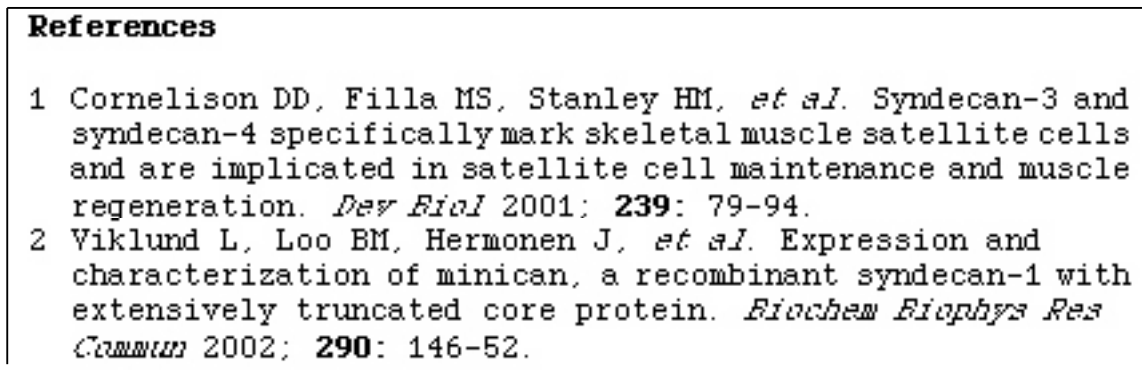 References
1 Cornelison DD, Filla MS, Stanley HM, et al. Syndecan-3 and
syndecan-4 specifically mark skeletal muscle satellite cells
and are implicated in satellite cell maintenance and muscle
regeneration. Dev Biol 2001; 239: 79-94.
2 Viklund L, Loo BM, Hermonen J, et al. Expression and
characterization of minican, a recombinant syndecan-1 with
extensively truncated core protein. Biochem Biophys Res
Commun 2002; 290: 146-52.